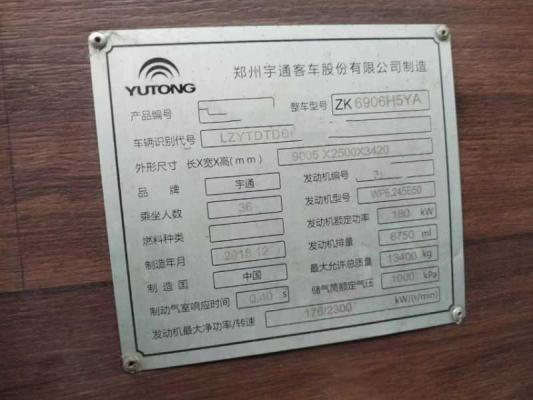 YUTONG 郑州宇通客车股份有限公司制造
产品编号 整车型号 ZK 6906H5YA
车辆识别代号 LZYTDTD
外形尺寸 长X宽X高(mm) 9005 X2500X3420
品牌 宇通 发动机编号
乘坐人数 36 发动机型号 WP6.245E50
燃料种类 发动机额定功率 180 kW
制造年月 2015.12 发动机排量 6750 ml
制造国 中国 最大允许总质量 13400 kg
制动气室响应时间 0.40 s 储气筒额定气压 1000 kPa
发动机最大净功率/转速 176/2300 kW/(r/min)